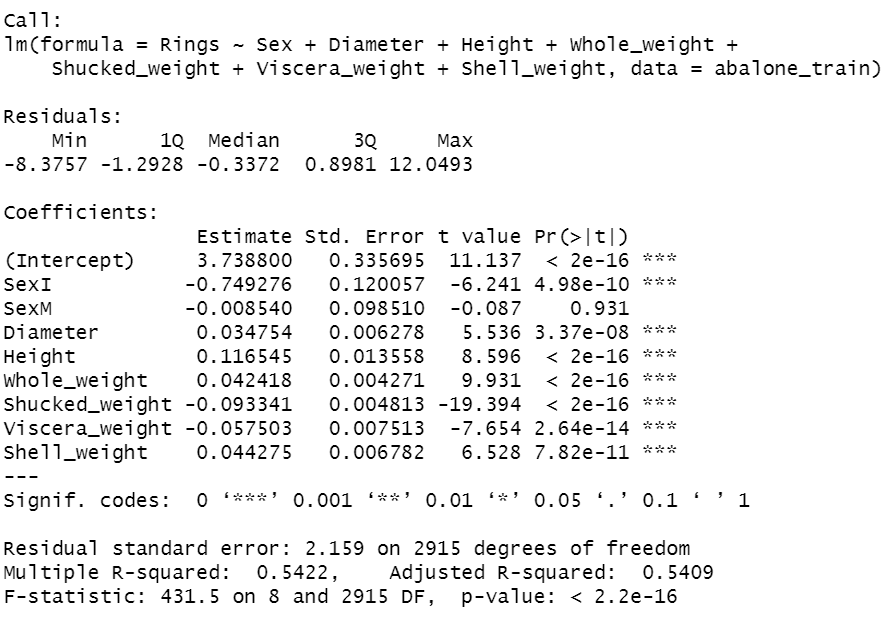 Call:
lm(formula = Rings ~ Sex + Diameter + Height + Whole_weight +
    Shucked_weight + Viscera_weight + Shell_weight, data = abalone_train)

Residuals:
    Min      1Q  Median      3Q     Max
-8.3757 -1.2928 -0.3372  0.8981 12.0493

Coefficients:
                Estimate Std. Error t value Pr(>|t|)
(Intercept)     3.738800   0.335695  11.137  < 2e-16 ***
SexI           -0.749276   0.120057  -6.241 4.98e-10 ***
SexM           -0.008540   0.098510  -0.087    0.931
Diameter        0.034754   0.006278   5.536 3.37e-08 ***
Height          0.116545   0.013558   8.596  < 2e-16 ***
Whole_weight    0.042418   0.004271   9.931  < 2e-16 ***
Shucked_weight -0.093341   0.004813 -19.394  < 2e-16 ***
Viscera_weight -0.057503   0.007513  -7.654 2.64e-14 ***
Shell_weight    0.044275   0.006782   6.528 7.82e-11 ***
---
Signif. codes:  0 ‘***’ 0.001 ‘**’ 0.01 ‘*’ 0.05 ‘.’ 0.1 ‘ ’ 1

Residual standard error: 2.159 on 2915 degrees of freedom
Multiple R-squared:  0.5422,    Adjusted R-squared:  0.5409
F-statistic: 431.5 on 8 and 2915 DF,  p-value: < 2.2e-16